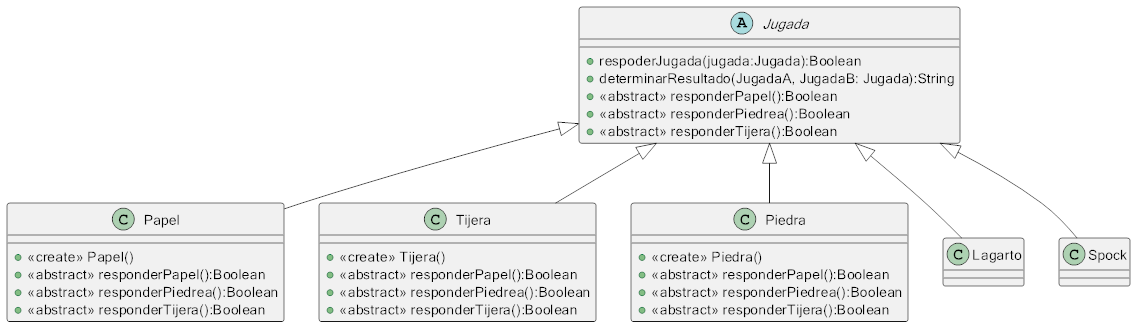 A Jugada
respoderJugada(jugada:Jugada):Boolean
determinarResultado(JugadaA, JugadaB: Jugada):String
«abstract» responderPapel():Boolean
«abstract» responderPiedrea():Boolean
«abstract» responderTijera():Boolean
C Papel
«create» Papel()
«abstract» responderPapel():Boolean
«abstract» responderPiedrea():Boolean
«abstract» responderTijera():Boolean
C Tijera
«create» Tijera()
«abstract» responderPapel():Boolean
«abstract» responderPiedrea():Boolean
«abstract» responderTijera():Boolean
C Piedra
«create» Piedra()
«abstract» responderPapel():Boolean
«abstract» responderPiedrea():Boolean
«abstract» responderTijera():Boolean
C Lagarto
C Spock